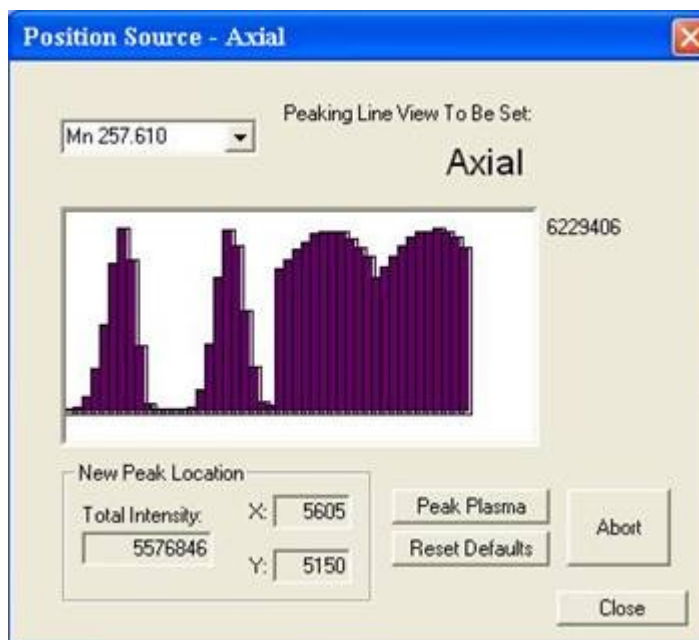 Position Source - Axial
Mn 257.610
Peaking Line View To Be Set:
Axial
6229406
New Peak Location
Total Intensity:
5576846
X: 5605
Y: 5150
Peak Plasma
Reset Defaults
Abort
Close